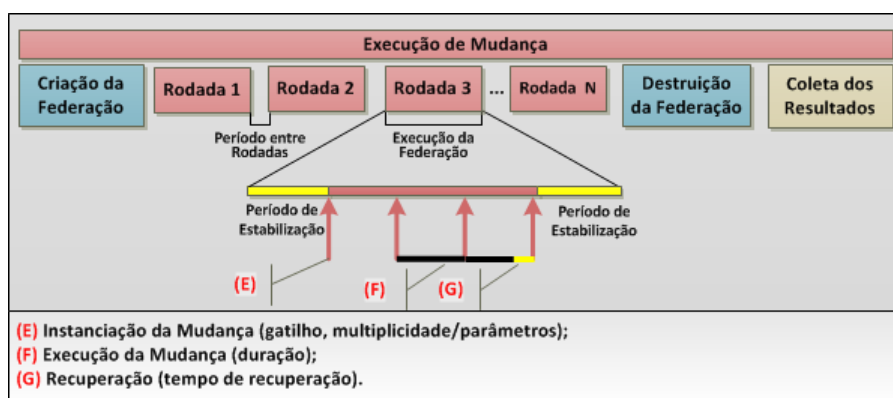 Execução de Mudança
Criação da
Federação
Rodada 1
Rodada 2
Rodada 3
...
Rodada N
Destruição
da Federação
Coleta dos
Resultados
Período entre
Rodadas
Execução da
Federação
Período de
Estabilização
Período de
Estabilização
(E)
(F)
(G)
(E) Instanciação da Mudança (gatilho, multiplicidade/parâmetros);
(F) Execução da Mudança (duração);
(G) Recuperação (tempo de recuperação).